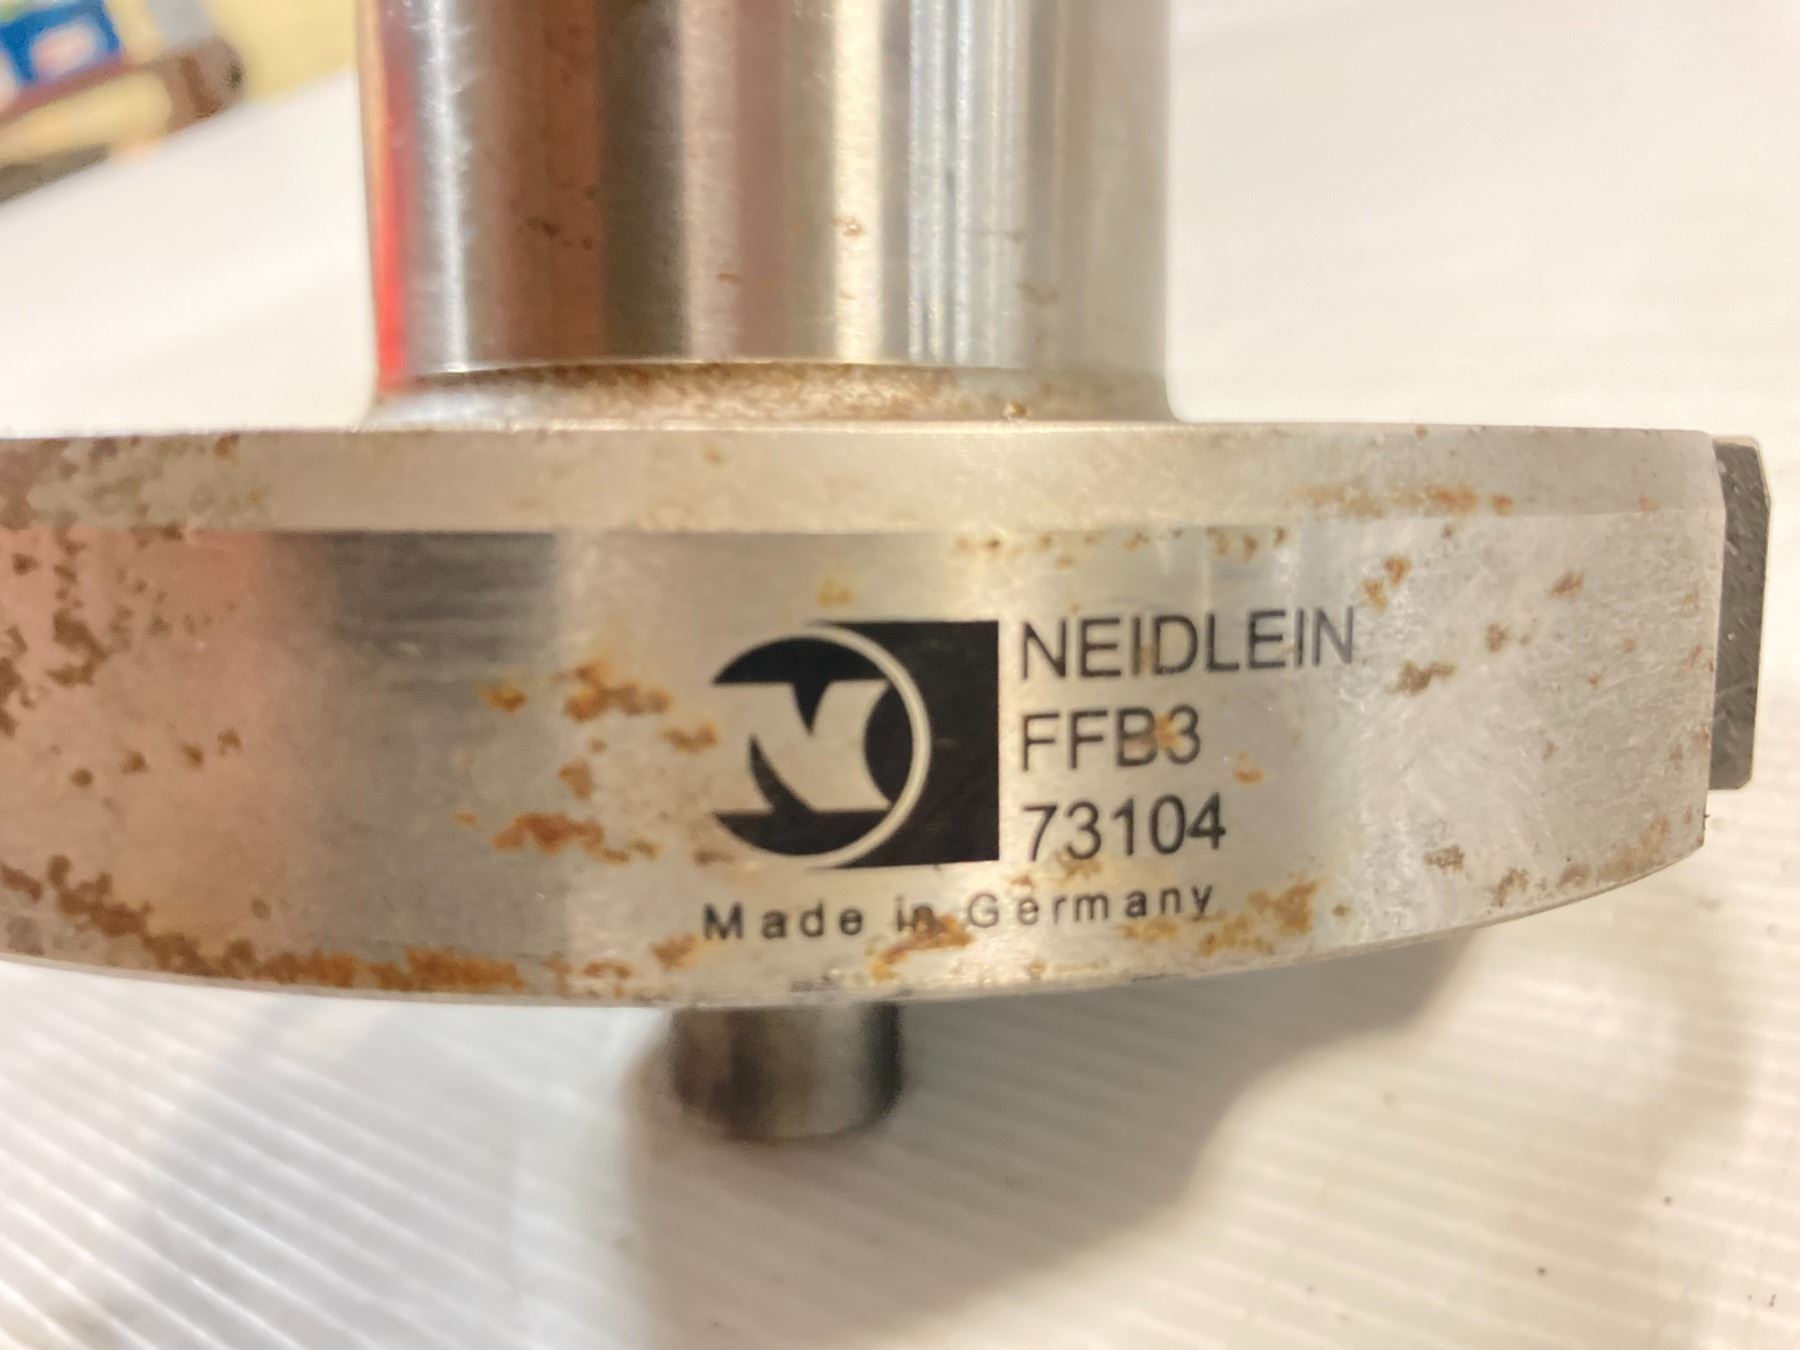 NEIDLEIN
FFB3
73104
Made in Germany